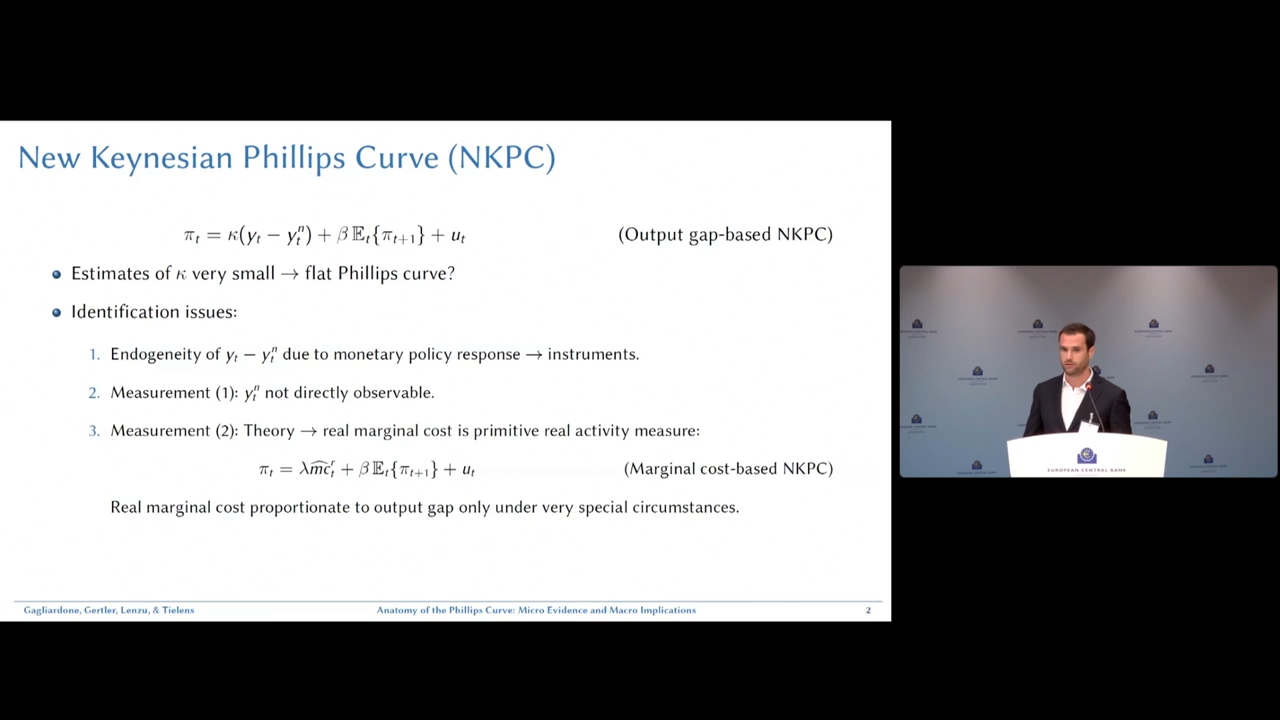 New Keynesian Phillips Curve (NKPC)
πₜ = κ(yₜ − yₜⁿ) + β 𝔼ₜ{πₜ₊₁} + uₜ (Output gap-based NKPC)
Estimates of κ very small → flat Phillips curve?
Identification issues:
1. Endogeneity of yₜ − yₜⁿ due to monetary policy response → instruments.
2. Measurement (1): yₜⁿ not directly observable.
3. Measurement (2): Theory → real marginal cost is primitive real activity measure:
πₜ = λm̂cₜʳ + β 𝔼ₜ{πₜ₊₁} + uₜ (Marginal cost-based NKPC)
Real marginal cost proportionate to output gap only under very special circumstances.
Gagliardone, Gertler, Lenzu, & Tielens Anatomy of the Phillips Curve: Micro Evidence and Macro Implications 2
EUROPEAN CENTRAL BANK